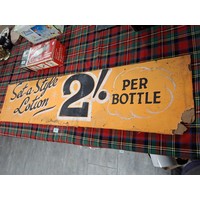 Set-a Style
Lotion
2/.
PER
BOTTLE